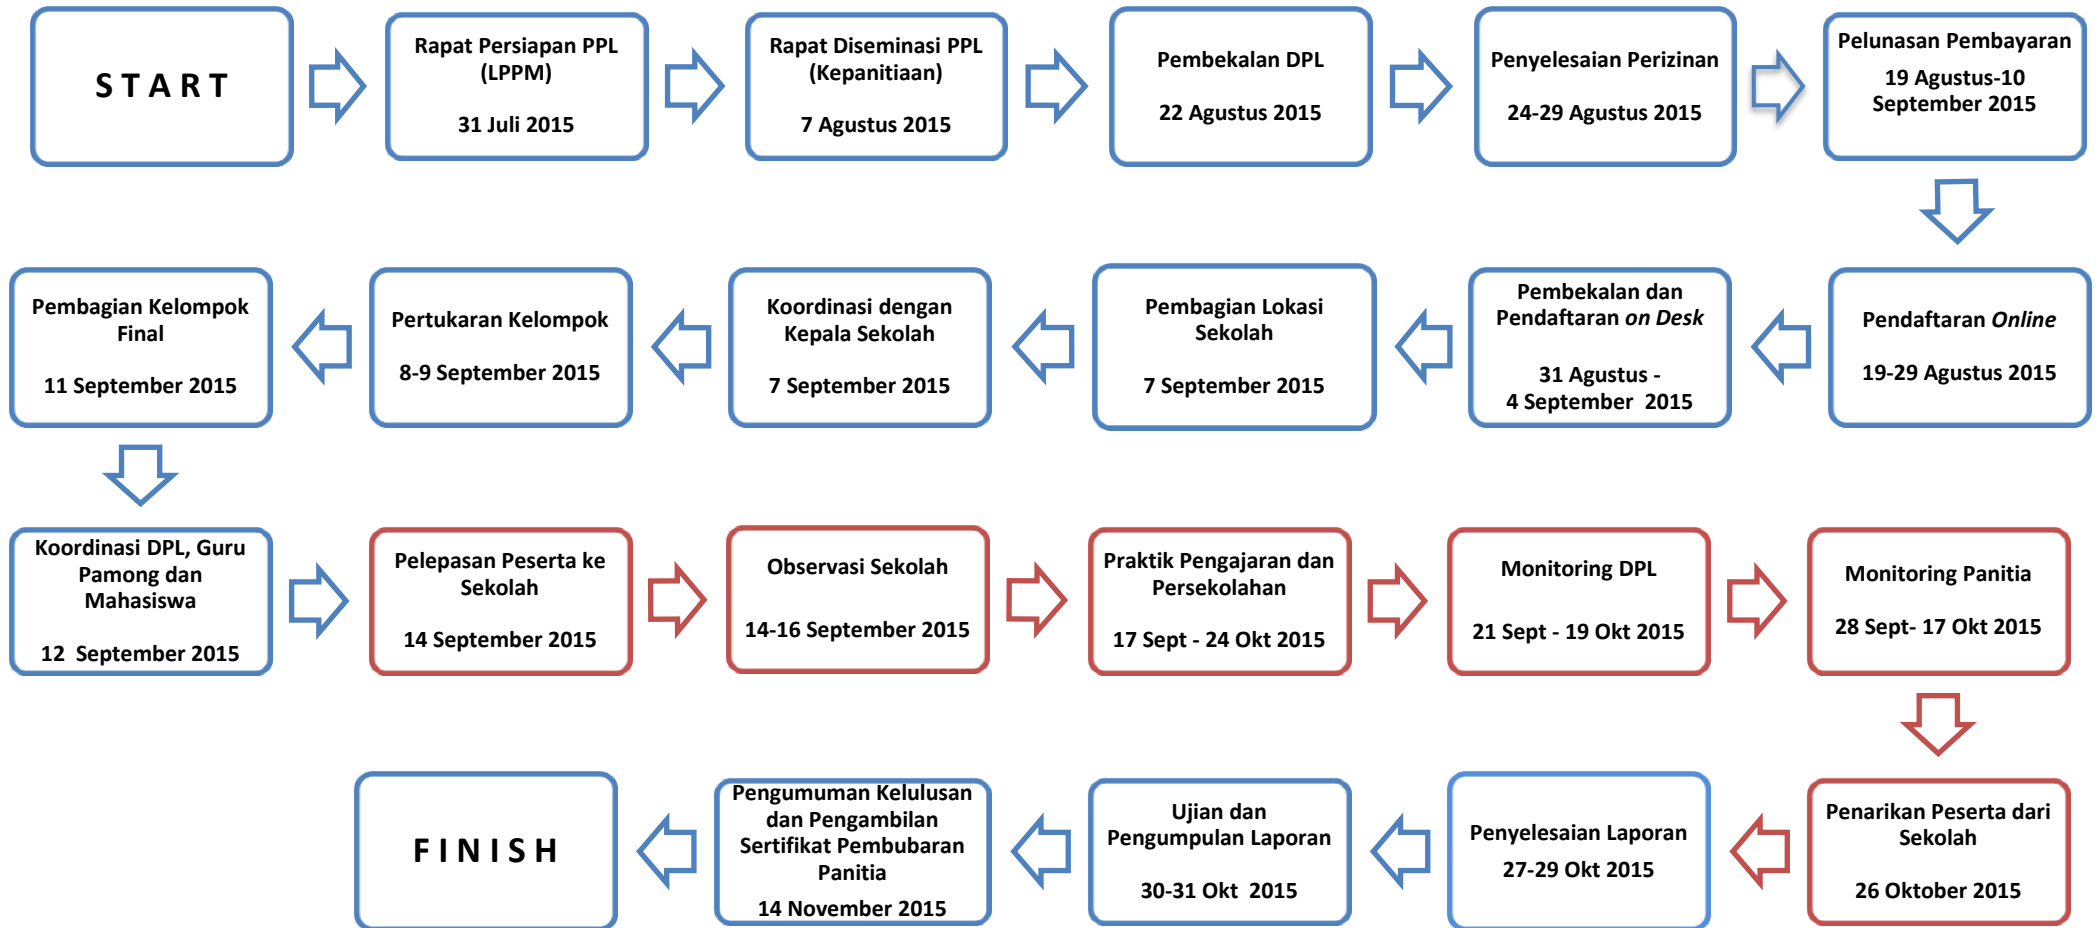 S T A R T
Rapat Persiapan PPL
(LPPM)
31 Juli 2015
Rapat Diseminasi PPL
(Kepanitiaan)
7 Agustus 2015
Pembekalan DPL
22 Agustus 2015
Penyelesaian Perizinan
24-29 Agustus 2015
Pelunasan Pembayaran
19 Agustus-10
September 2015
Pendaftaran Online
19-29 Agustus 2015
Pembekalan dan
Pendaftaran on Desk
31 Agustus -
4 September 2015
Pembagian Lokasi
Sekolah
7 September 2015
Koordinasi dengan
Kepala Sekolah
7 September 2015
Pertukaran Kelompok
8-9 September 2015
Pembagian Kelompok
Final
11 September 2015
Koordinasi DPL, Guru
Pamong dan
Mahasiswa
12 September 2015
Pelepasan Peserta ke
Sekolah
14 September 2015
Observasi Sekolah
14-16 September 2015
Praktik Pengajaran dan
Persekolahan
17 Sept - 24 Okt 2015
Monitoring DPL
21 Sept - 19 Okt 2015
Monitoring Panitia
28 Sept- 17 Okt 2015
Penarikan Peserta dari
Sekolah
26 Oktober 2015
Penyelesaian Laporan
27-29 Okt 2015
Ujian dan
Pengumpulan Laporan
30-31 Okt 2015
Pengumuman Kelulusan
dan Pengambilan
Sertifikat Pembubaran
Panitia
14 November 2015
F I N I S H